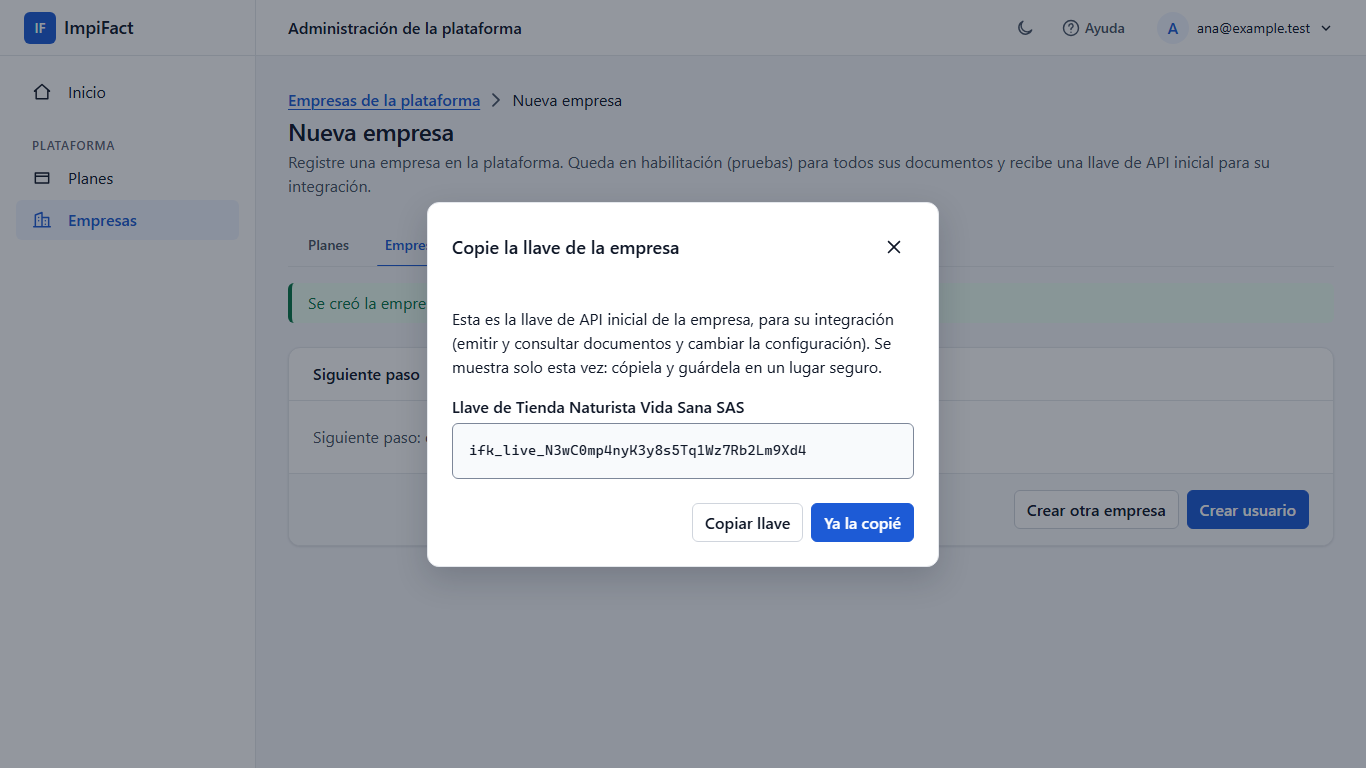 IF ImpiFact
Administración de la plataforma
Ayuda
A ana@example.test
Inicio
PLATAFORMA
Planes
Empresas
Empresas de la plataforma > Nueva empresa
Nueva empresa
Registre una empresa en la plataforma. Queda en habilitación (pruebas) para todos sus documentos y recibe una llave de API inicial para su
integración.
Planes
Se creó la
Siguiente paso
Siguiente paso:
Crear otra empresa
Crear usuario
Copie la llave de la empresa
Esta es la llave de API inicial de la empresa, para su integración
(emitir y consultar documentos y cambiar la configuración). Se
muestra solo esta vez: cópiela y guárdela en un lugar seguro.
Llave de Tienda Naturista Vida Sana SAS
ifk_live_N3wC0mp4nyK3y8s5Tq1Wz7Rb2Lm9Xd4
Copiar llave
Ya la copié